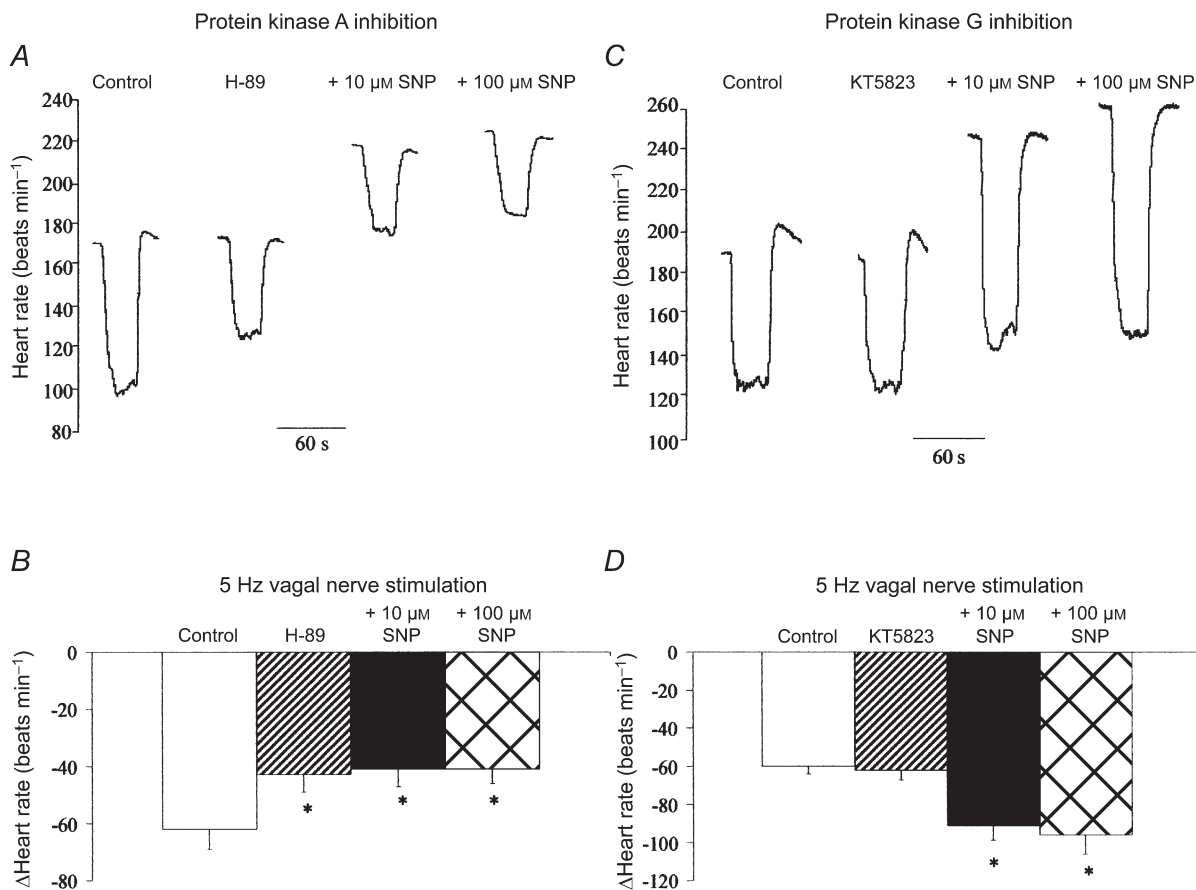 Protein kinase A inhibition
A
Control
H-89
+ 10 μM SNP
+ 100 μM SNP
Heart rate (beats min–1)
240
220
200
180
160
140
120
100
80
60 s
Protein kinase G inhibition
C
Control
KT5823
+ 10 μM SNP
+ 100 μM SNP
Heart rate (beats min–1)
260
240
220
200
180
160
140
120
100
60 s
B
5 Hz vagal nerve stimulation
Control
H-89
+ 10 μM
SNP
+ 100 μM
SNP
ΔHeart rate (beats min–1)
0
-20
-40
-60
-80
*
*
*
D
5 Hz vagal nerve stimulation
Control
KT5823
+ 10 μM
SNP
+ 100 μM
SNP
ΔHeart rate (beats min–1)
0
-20
-40
-60
-80
-100
-120
*
*